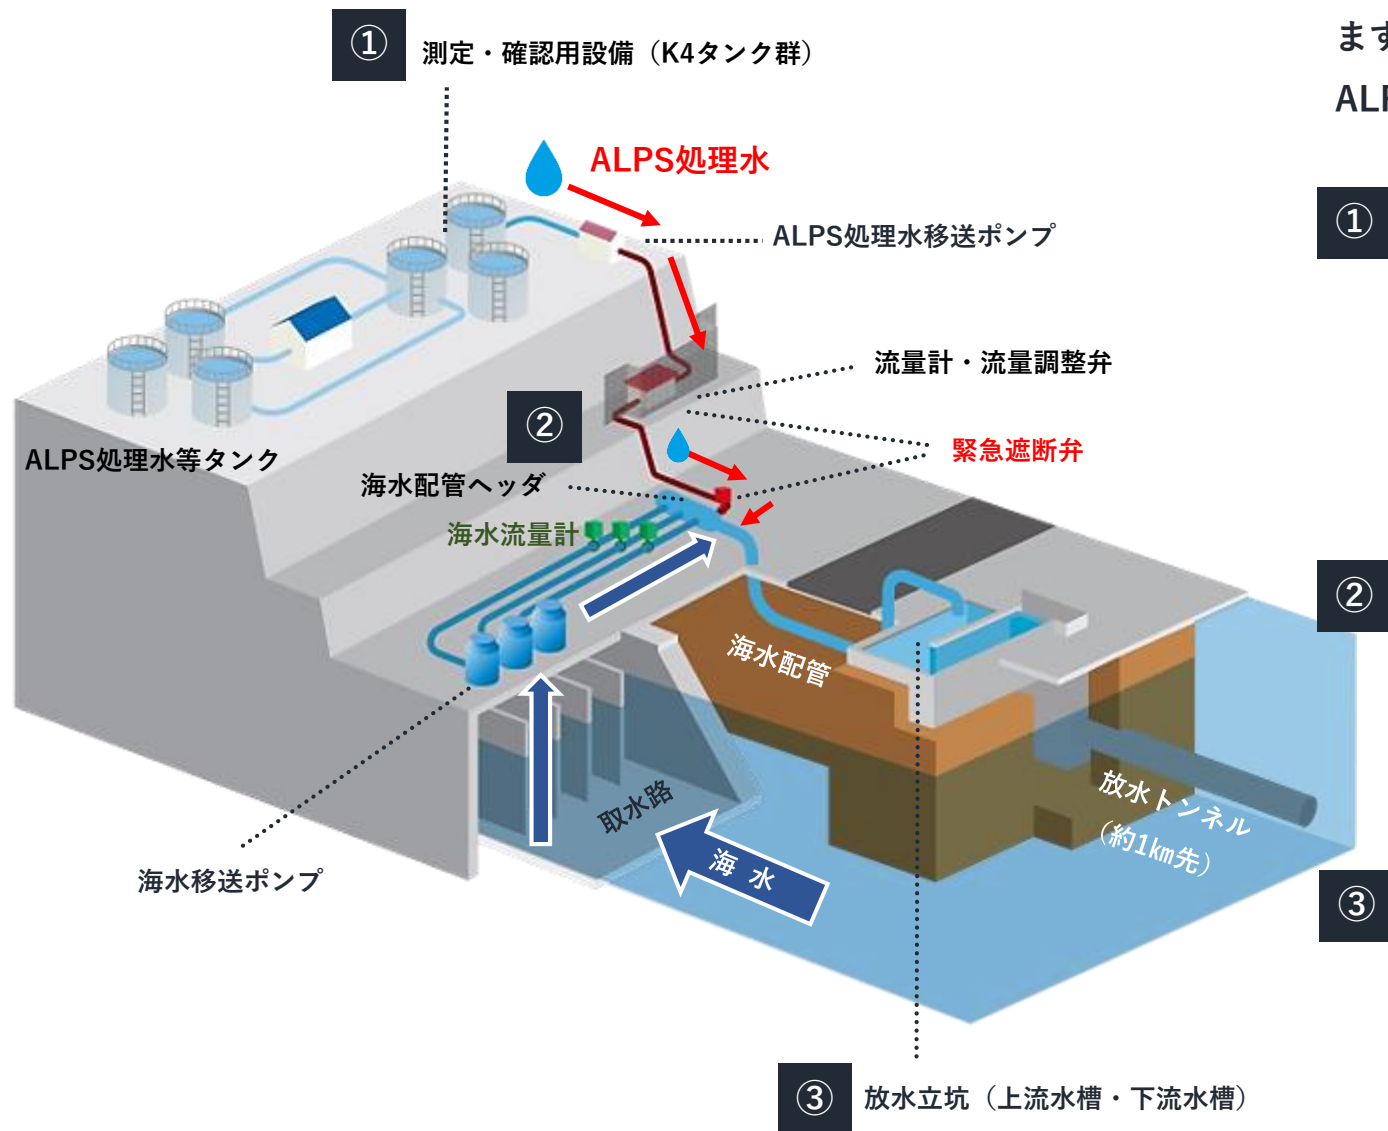 ① 測定・確認用設備（K4タンク群）
ALPS処理水
ALPS処理水移送ポンプ
流量計・流量調整弁
緊急遮断弁
ALPS処理水等タンク
②
海水配管ヘッダ
海水流量計
海水配管
取水路
海 水
海水移送ポンプ
放水トンネル
（約1㎞先）
③ 放水立坑（上流水槽・下流水槽）
ます
①
②
③